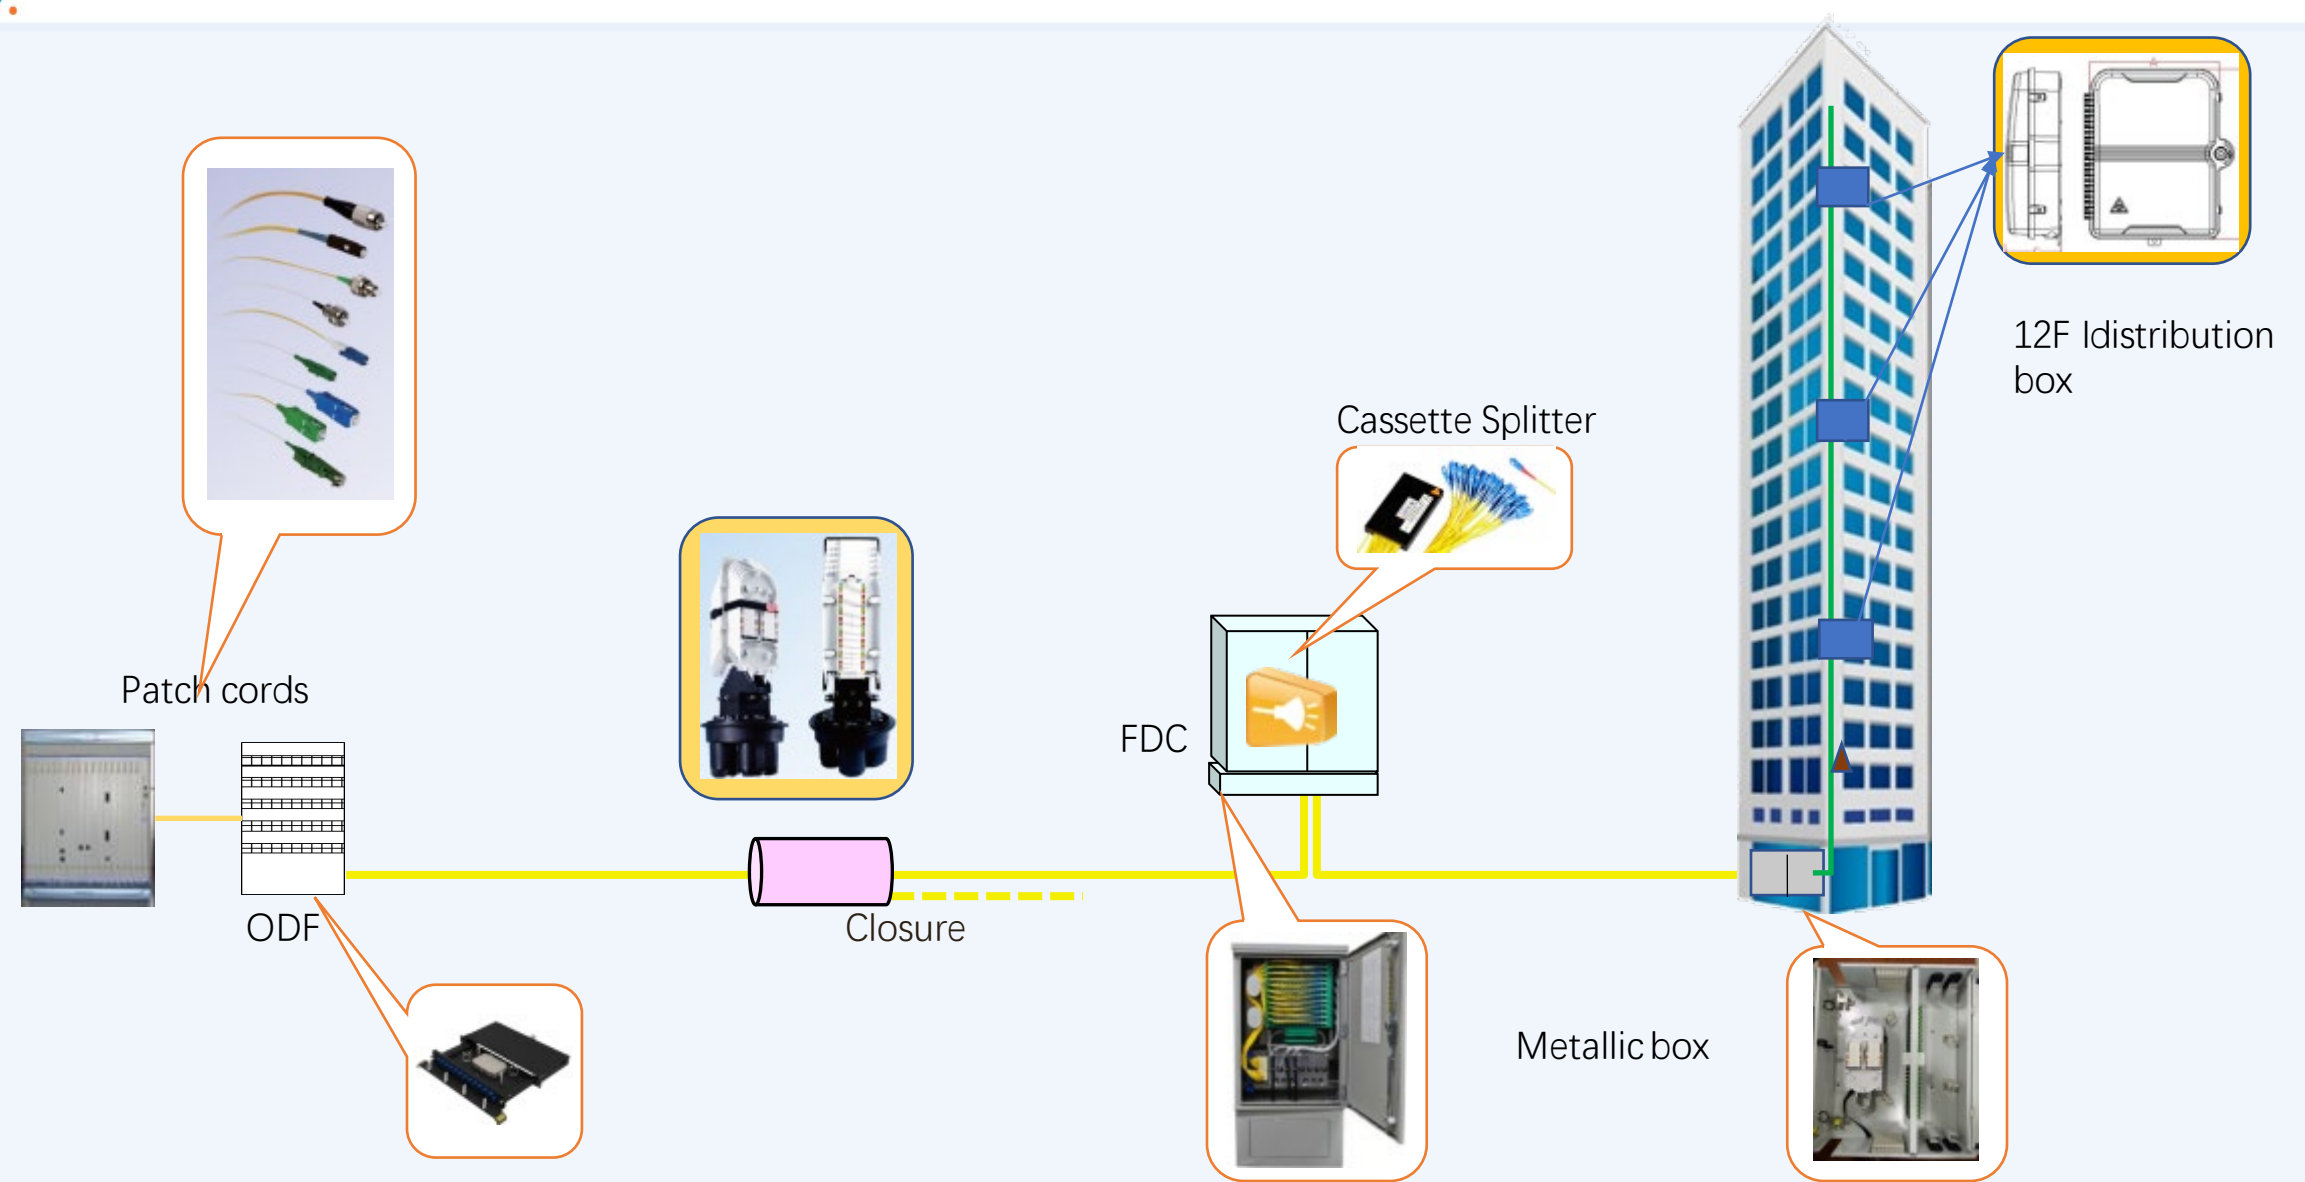 12F Idistribution
box
Cassette Splitter
Patch cords
FDC
ODF
Closure
Metallic box